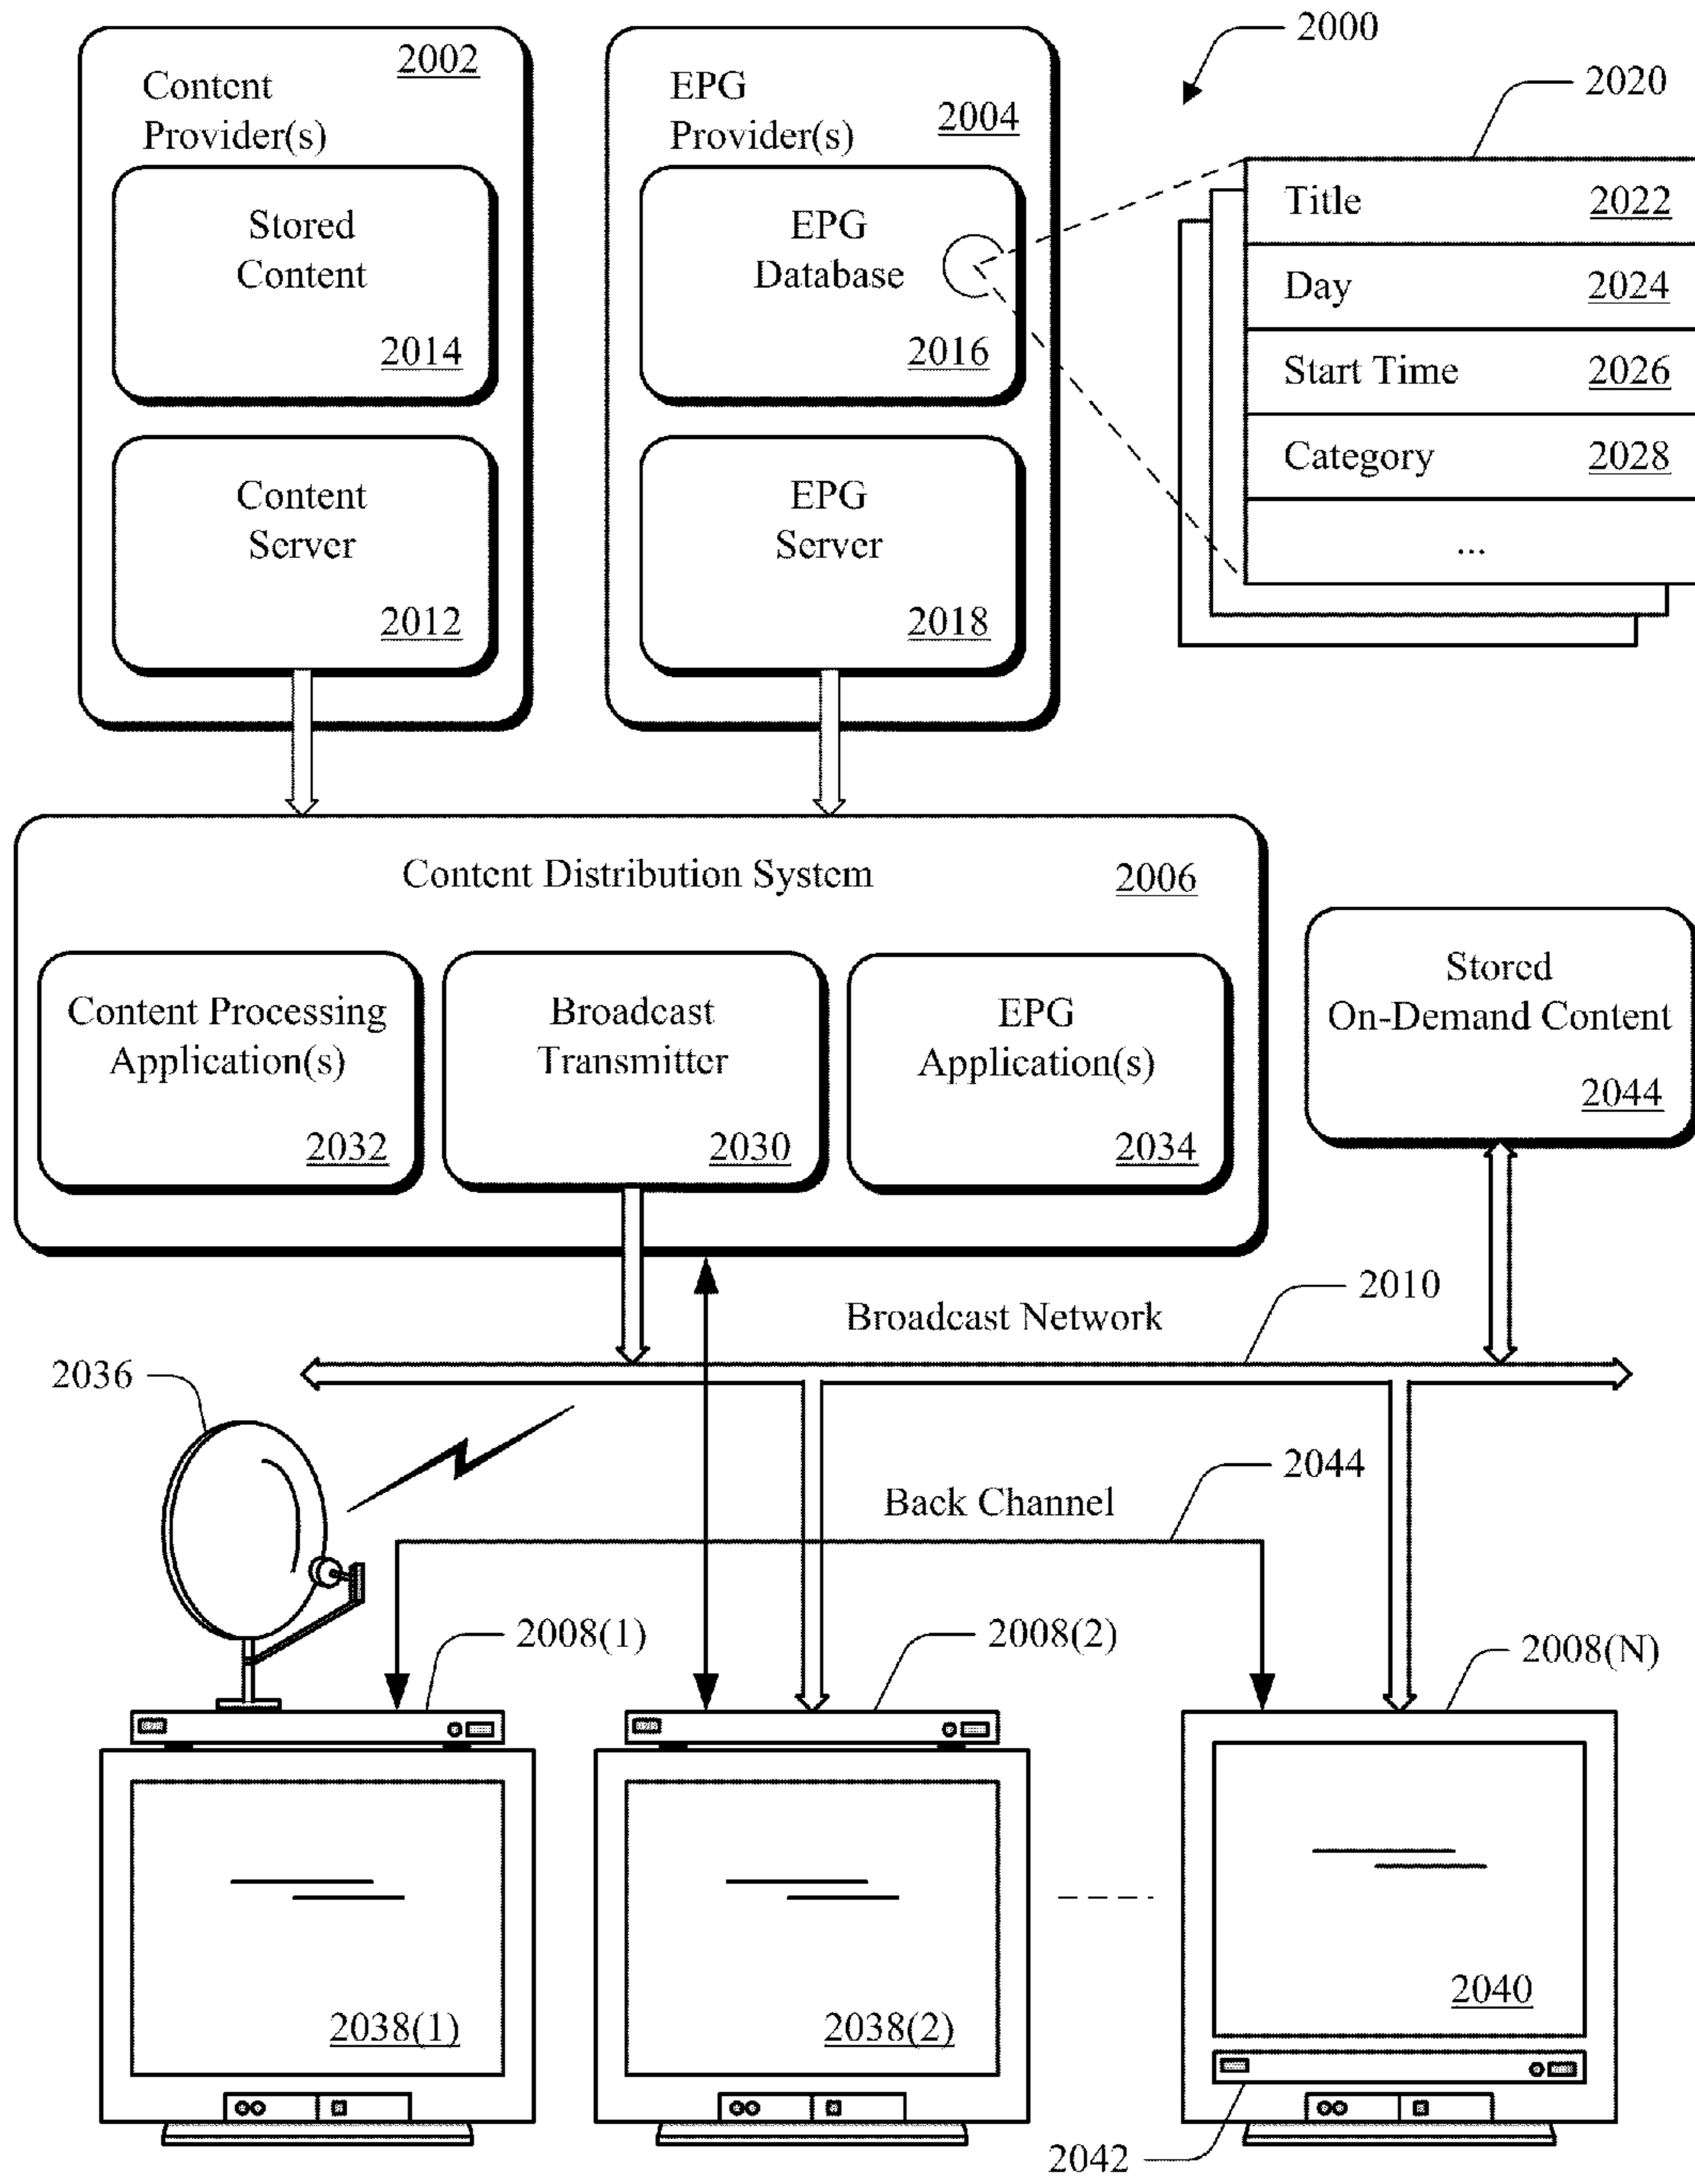 2000
2002
Content
Provider(s)
Stored
Content
2014
Content
Server
2012
EPG
Provider(s)
2004
EPG
Database
2016
EPG
Server
2018
2020
Title 2022
Day 2024
Start Time 2026
Category 2028
...
Content Distribution System 2006
Content Processing
Application(s)
2032
Broadcast
Transmitter
2030
EPG
Application(s)
2034
Stored
On-Demand Content
2044
2010
Broadcast Network
2036
2044
Back Channel
2008(1)
2008(2)
2008(N)
2038(1)
2038(2)
2040
2042